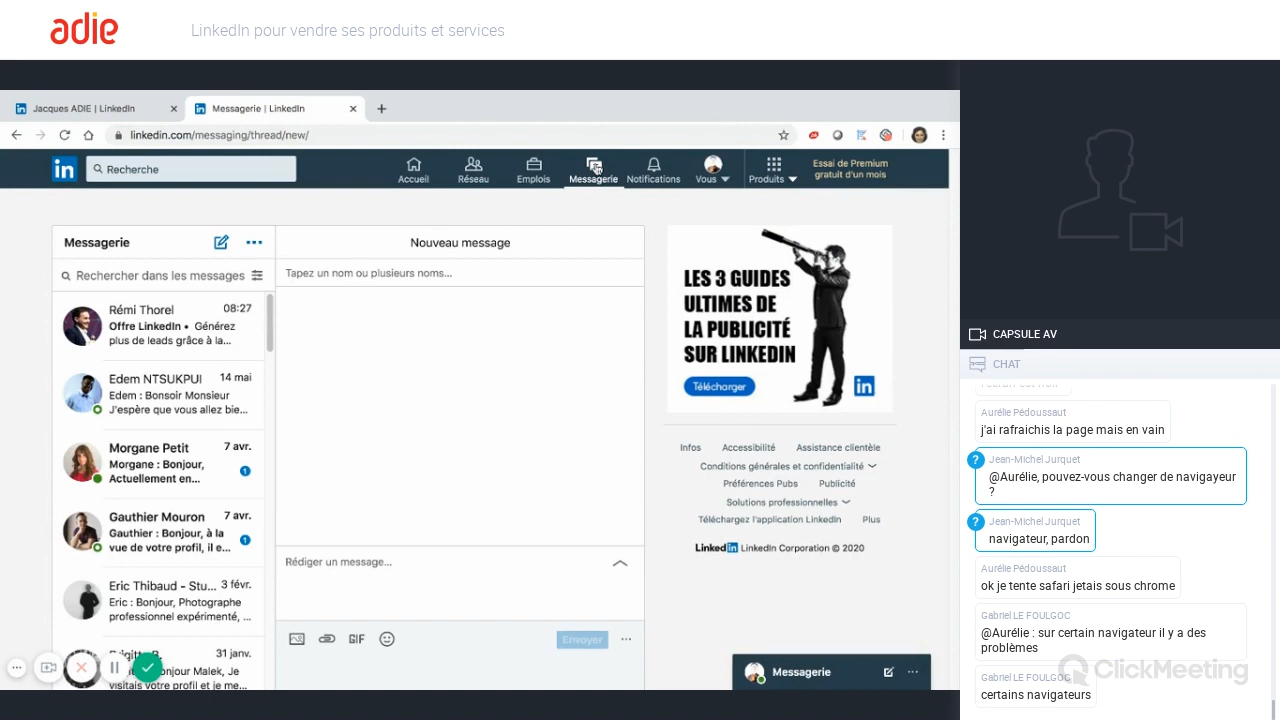 adie
LinkedIn pour vendre ses produits et services
Jacques ADIE | LinkedIn
Messagerie | LinkedIn
linkedin.com/messaging/thread/new/
in
Recherche
Accueil
Réseau
Emplois
Messagerie
Notifications
Vous
Produits
Essai de Premium
gratuit d'un mois
Messagerie
Rechercher dans les messages
Rémi Thorel 08:27
Offre LinkedIn • Générez
plus de leads grâce à la...
Edem NTSUKPUI 14 mai
Edem : Bonsoir Monsieur
J'espère que vous allez bie...
Morgane Petit 7 avr.
Morgane : Bonjour,
Actuellement en...
1
Gauthier Mouron 7 avr.
Gauthier : Bonjour, à la
vue de votre profil, il e...
1
Eric Thibaud - Stu... 3 févr.
Eric : Bonjour, Photographe
professionnel expérimenté, ...
31 janv.
Bonjour Malek, Je
visitais votre profil et je me...
Nouveau message
Tapez un nom ou plusieurs noms...
Rédiger un message...
GIF
Envoyer
LES 3 GUIDES
ULTIMES DE
LA PUBLICITÉ
SUR LINKEDIN
Télécharger
in
Infos Accessibilité Assistance clientèle
Conditions générales et confidentialité
Préférences Pubs Publicité
Solutions professionnelles
Téléchargez l'application LinkedIn Plus
LinkedIn LinkedIn Corporation © 2020
Messagerie
CAPSULE AV
CHAT
Aurélie Pédoussaut
j'ai rafraichis la page mais en vain
?
Jean-Michel Jurquet
@Aurélie, pouvez-vous changer de navigayeur
?
?
Jean-Michel Jurquet
navigateur, pardon
Aurélie Pédoussaut
ok je tente safari jetais sous chrome
Gabriel LE FOULGOC
@Auréljе : sur certain navigateur il y a des
problèmes
Gabriel LE FOULGOC
certains navigateurs
ClickMeeting